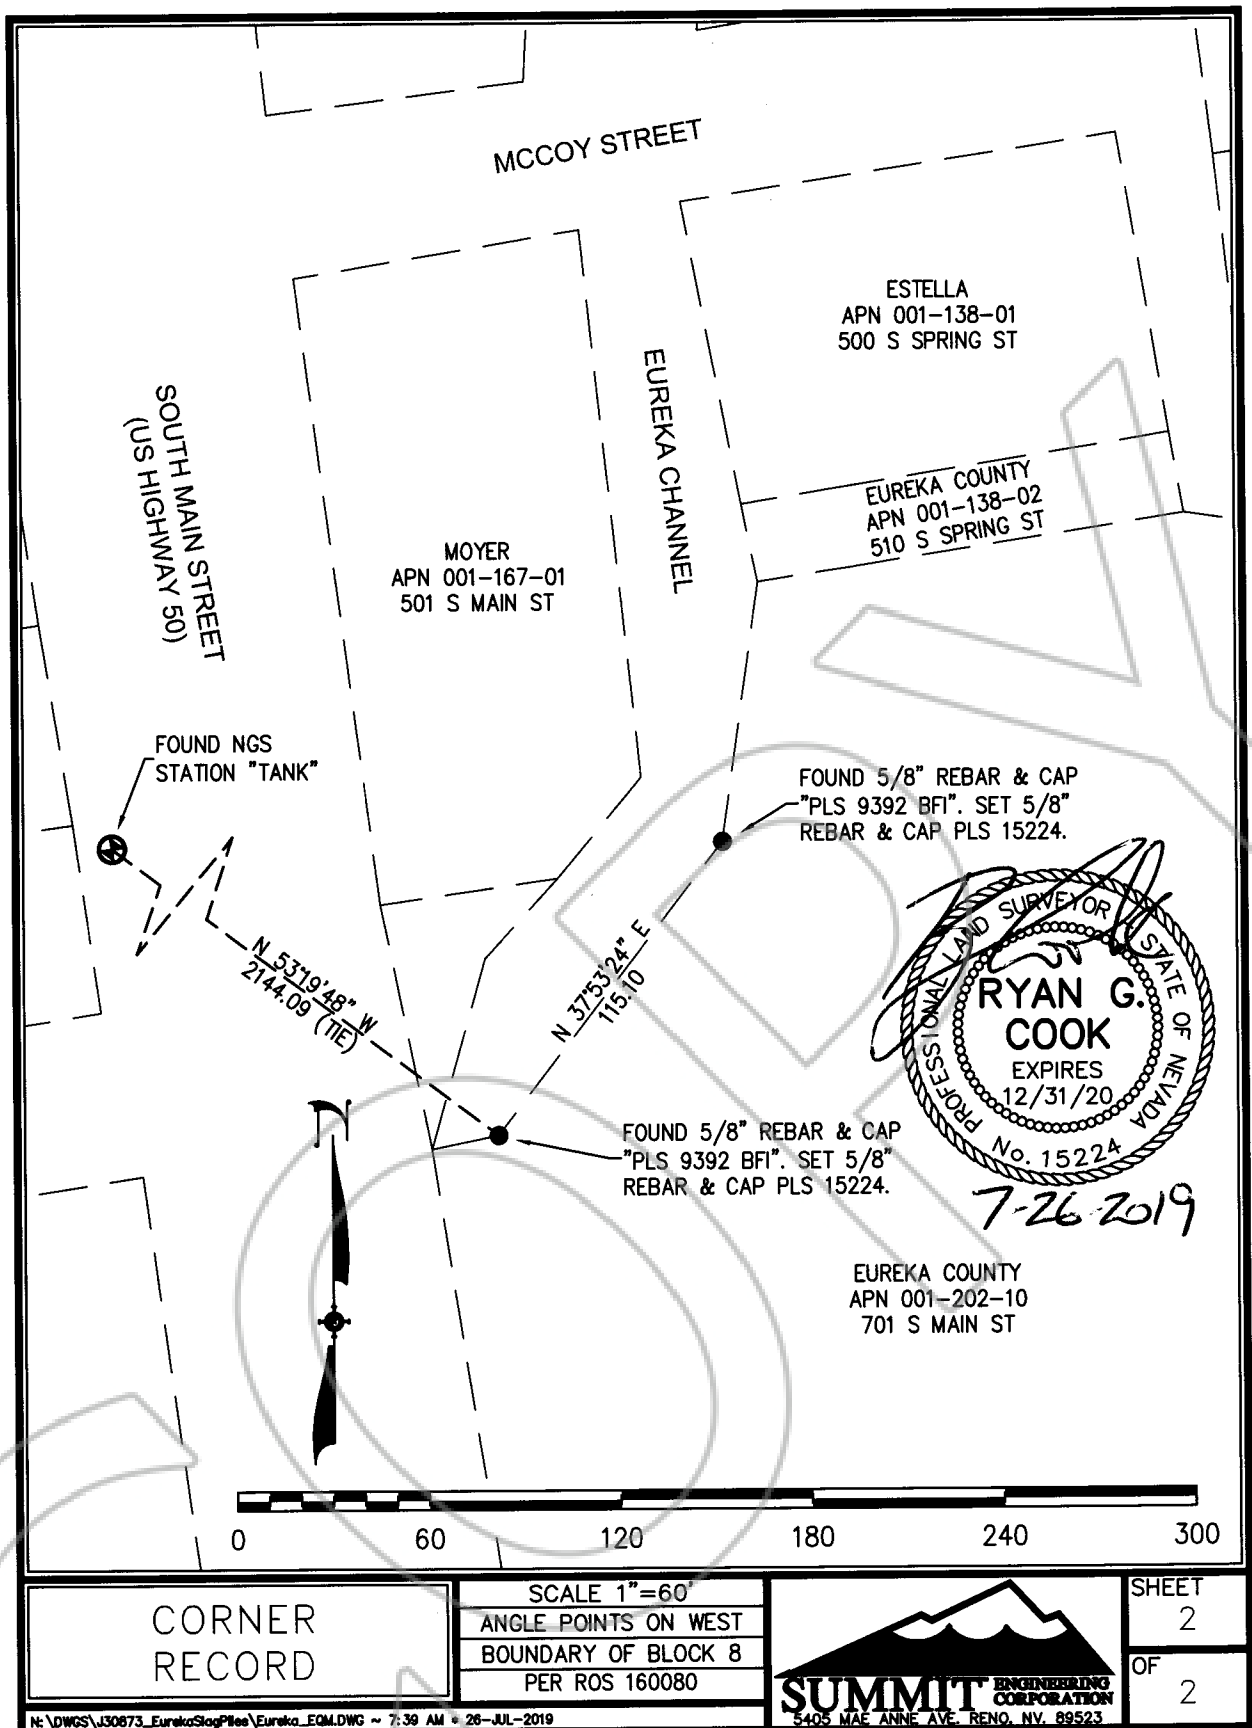 MCCOY STREET
ESTELLA
APN 001-138-01
500 S SPRING ST
EUREKA CHANNEL
SOUTH MAIN STREET
(US HIGHWAY 50)
EUREKA COUNTY
APN 001-138-02
510 S SPRING ST
MOYER
APN 001-167-01
501 S MAIN ST
FOUND NGS
STATION "TANK"
FOUND 5/8" REBAR & CAP
"PLS 9392 BFI". SET 5/8"
REBAR & CAP PLS 15224.
N 53°19'48" W
2144.09 (TIE)
N 37°53'24" E
115.10
PROFESSIONAL LAND SURVEYOR STATE OF NEVADA
RYAN G.
COOK
EXPIRES
12/31/20
No. 15224
7-26-2019
FOUND 5/8" REBAR & CAP
"PLS 9392 BFI". SET 5/8"
REBAR & CAP PLS 15224.
N
EUREKA COUNTY
APN 001-202-10
701 S MAIN ST
COPY
0 60 120 180 240 300
CORNER
RECORD
SCALE 1"=60'
ANGLE POINTS ON WEST
BOUNDARY OF BLOCK 8
PER ROS 160080
SUMMIT ENGINEERING
CORPORATION
5405 MAE ANNE AVE. RENO, NV. 89523
SHEET
2
OF
2
N:\DWGS\J30873_EurekaSlagPiles\Eureka_EQM.DWG ~ 7:39 AM * 26-JUL-2019